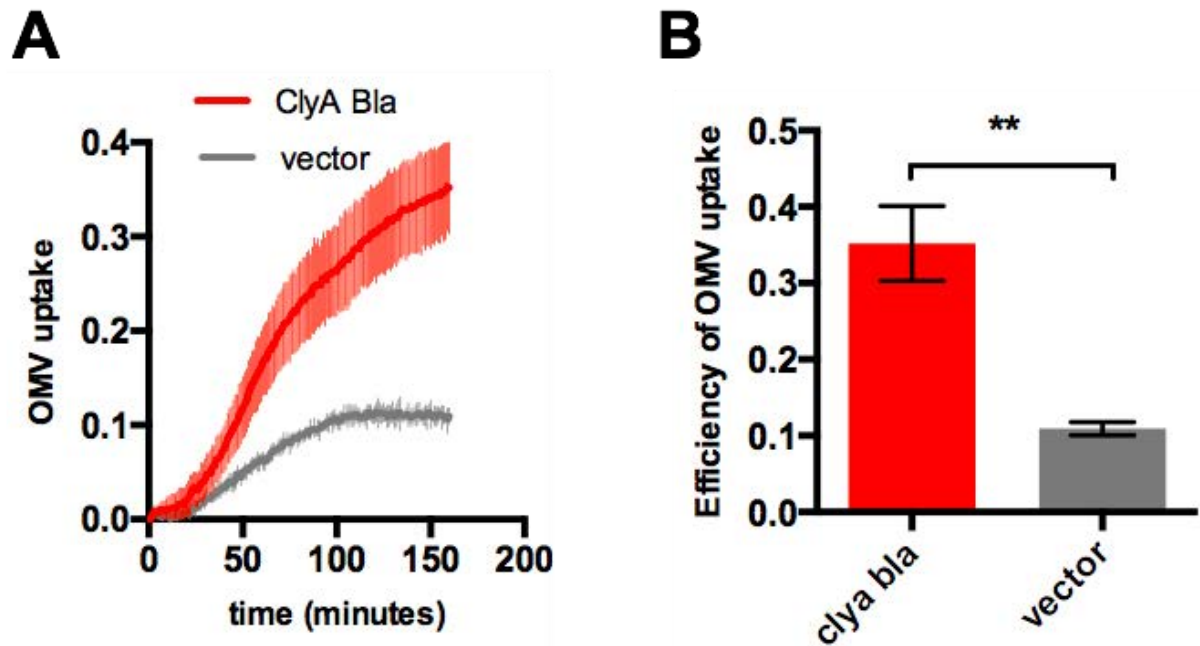 A
ClyA Bla
vector
OMV uptake
0.4
0.3
0.2
0.1
0.0
0
50
100
150
200
time (minutes)
B
**
Efficiency of OMV uptake
0.5
0.4
0.3
0.2
0.1
0.0
clya bla
vector